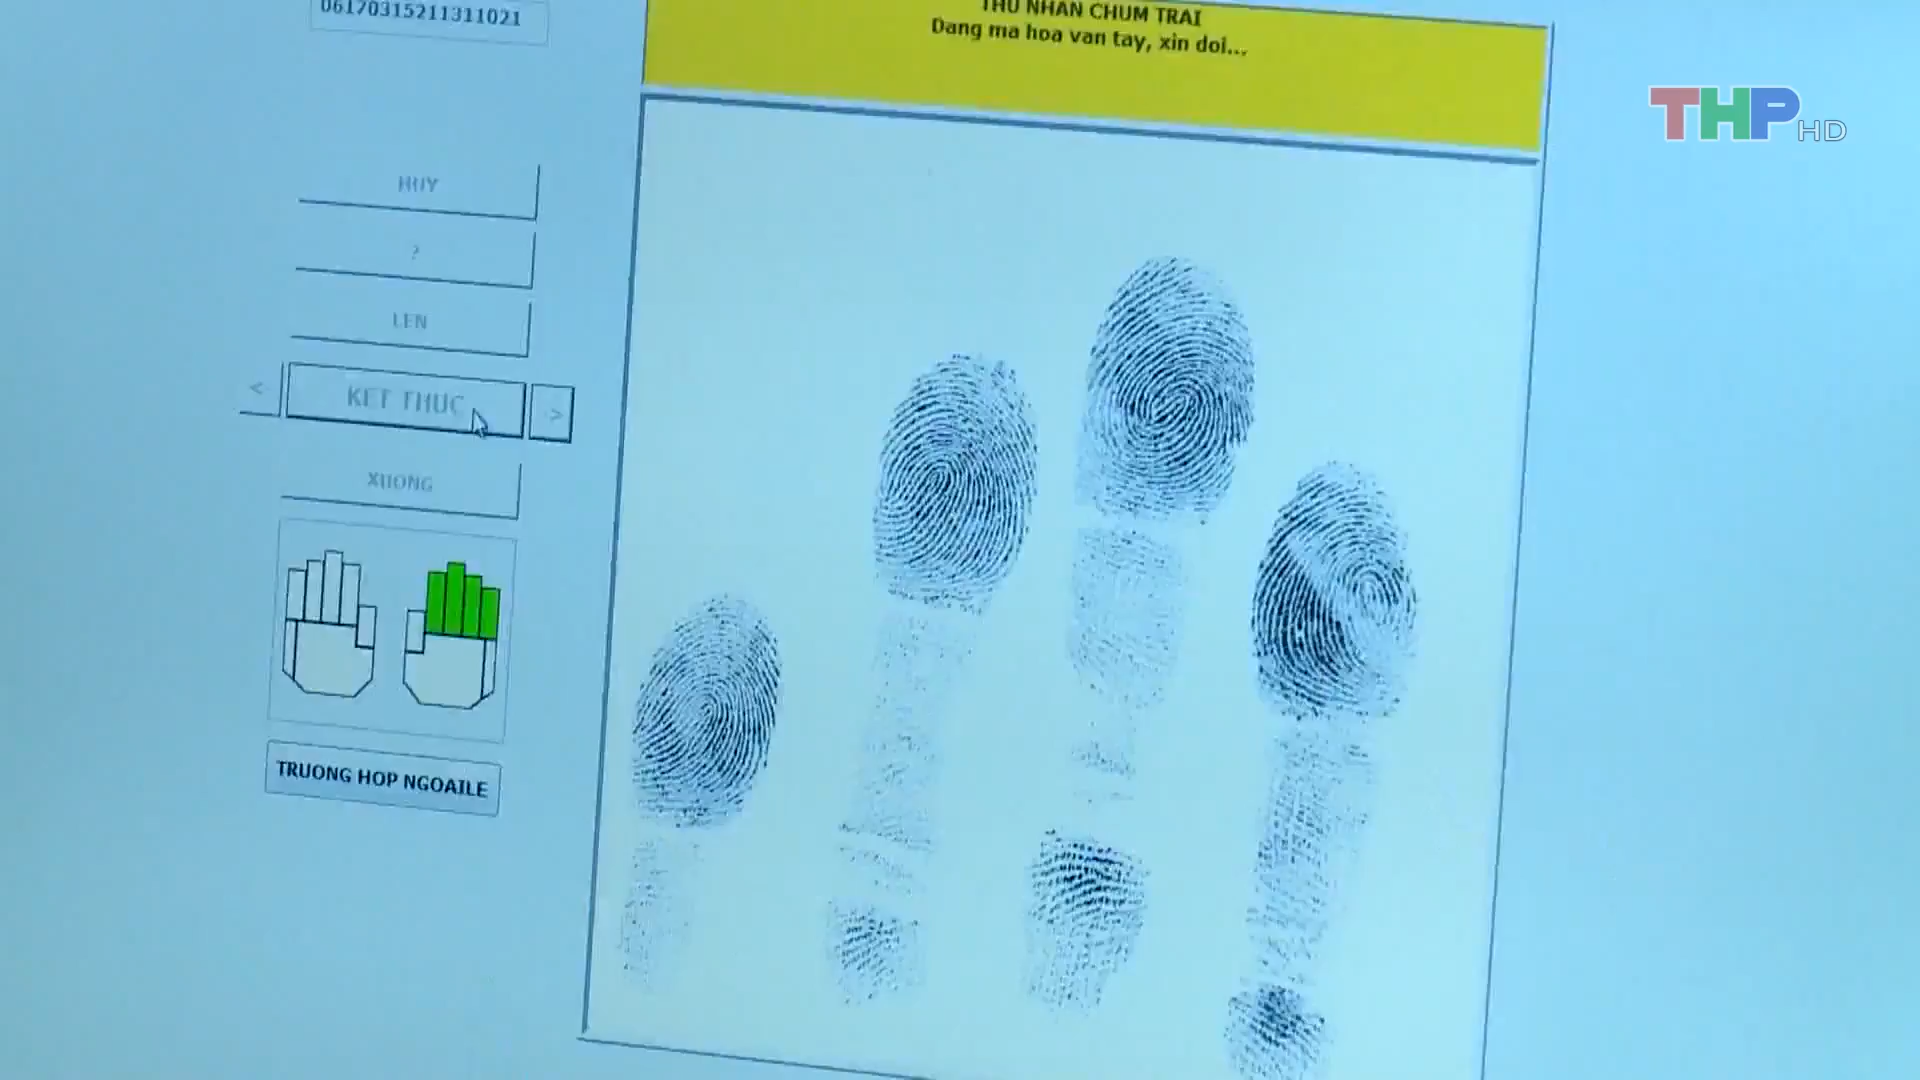 06170315211311021
THU NHAN CHUM TRAI
Dang ma hoa van tay, xin doi...
THP HD
HUY
?
LEN
<
KET THUC
>
XUONG
TRUONG HOP NGOAILE